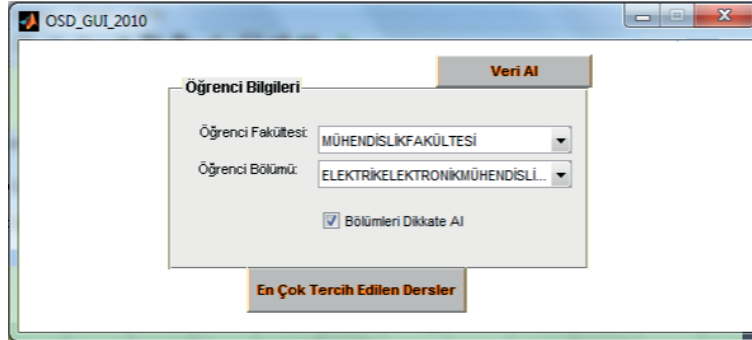 OSD_GUI_2010
Veri Al
Öğrenci Bilgileri
Öğrenci Fakültesi: MÜHENDİSLİKFAKÜLTESİ
Öğrenci Bölümü: ELEKTRİKELEKTRONİKMÜHENDİSLİ...
Bölümleri Dikkate Al
En Çok Tercih Edilen Dersler